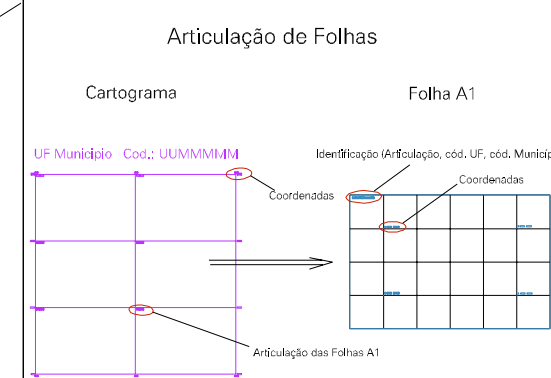 Articulação de Folhas
Cartograma
Folha A1
UF Municipio Cod.: UUMMMMM
Identificação (Articulação, cód. UF, cód. Municíp
Coordenadas
Coordenadas
Articulação das Folhas A1